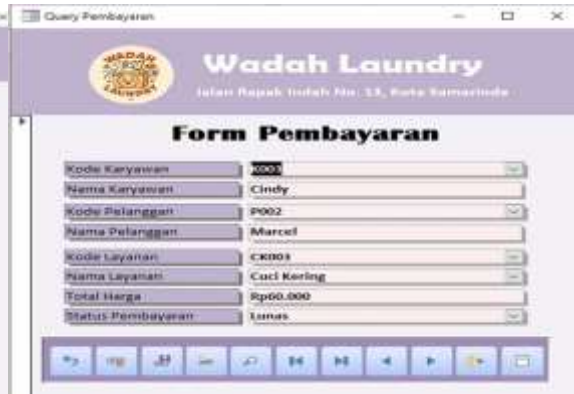 Query Pembayaran
WADAH LAUNDRY
Wadah Laundry
Jalan Rapak Indah No. 13, Kota Samarinda
Form Pembayaran
Kode Karyawan K003
Nama Karyawan Cindy
Kode Pelanggan P002
Nama Pelanggan Marcel
Kode Layanan CK003
Nama Layanan Cuci Kering
Total Harga Rp60.000
Status Pembayaran Lunas